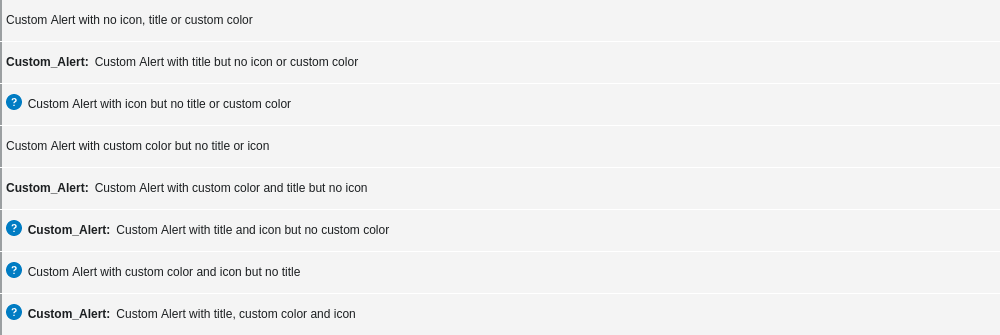 Custom Alert with no icon, title or custom color
Custom_Alert: Custom Alert with title but no icon or custom color
? Custom Alert with icon but no title or custom color
Custom Alert with custom color but no title or icon
Custom_Alert: Custom Alert with custom color and title but no icon
? Custom_Alert: Custom Alert with title and icon but no custom color
? Custom Alert with custom color and icon but no title
? Custom_Alert: Custom Alert with title, custom color and icon